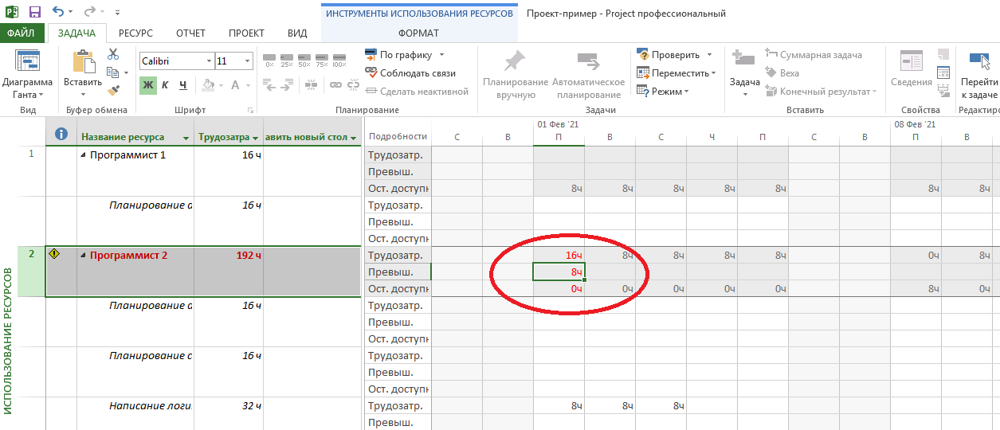 ИНСТРУМЕНТЫ ИСПОЛЬЗОВАНИЯ РЕСУРСОВ Проект-пример - Project профессиональный
ФАЙЛ ЗАДАЧА РЕСУРС ОТЧЕТ ПРОЕКТ ВИД ФОРМАТ
Диаграмма Ганта
Вид
Вставить
Буфер обмена
Calibri 11
Ж К Ч А
Шрифт
0% 25% 50% 75% 100%
По графику
Соблюдать связи
Сделать неактивной
Планирование
Планирование вручную
Автоматическое планирование
Проверить
Переместить
Режим
Задачи
Задача
Суммарная задача
Веха
Конечный результат
Вставить
Сведения
Свойства
Перейти к задаче
Редактиро
ИСПОЛЬЗОВАНИЕ РЕСУРСОВ
01 Фев '21 08 Фев '21
Название ресурса Трудозатра авить новый стол Подробности С В П В С Ч П С В П В
1 Программист 1 16 ч Трудозатр.
Превыш.
Ост. доступн 8ч 8ч 8ч 8ч 8ч 8ч 8ч
Планирование а 16 ч Трудозатр.
Превыш.
Ост. доступн
2 Программист 2 192 ч Трудозатр. 16ч 8ч 8ч 8ч 8ч 0ч 8ч
Превыш. 8ч
Ост. доступн 0ч 0ч 0ч 0ч 0ч 8ч 0ч
Планирование а 16 ч Трудозатр.
Превыш.
Ост. доступн
Планирование с 16 ч Трудозатр.
Превыш.
Ост. доступн
Написание логи 32 ч Трудозатр. 8ч 8ч 8ч
Превыш.